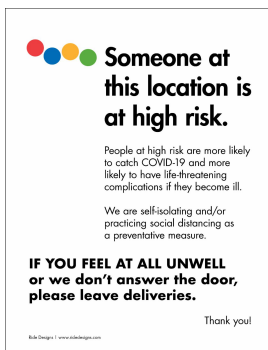 Someone at
this location is
at high risk.
People at high risk are more likely
to catch COVID-19 and more
likely to have life-threatening
complications if they become ill.
We are self-isolating and/or
practicing social distancing as
a preventative measure.
IF YOU FEEL AT ALL UNWELL
or we don't answer the door,
please leave deliveries.
Thank you!
Ride Designs | www.ridedesigns.com